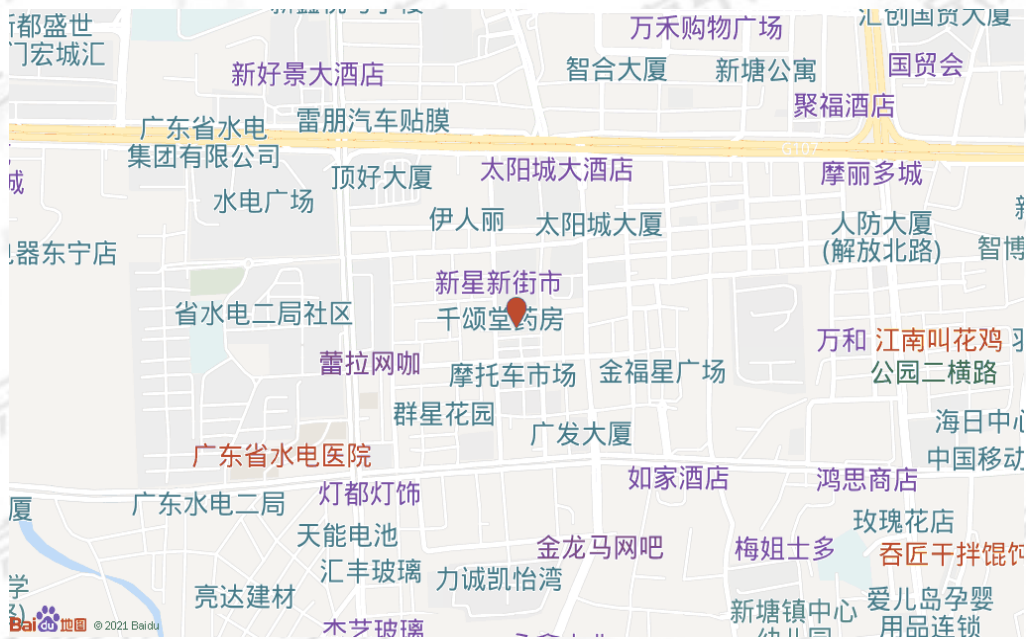 万禾购物广场
汇创国贸大厦
新都盛世
门宏城汇
新好景大酒店
智合大厦
新塘公寓
国贸会
聚福酒店
广东省水电
集团有限公司
雷朋汽车贴膜
G107
太阳城大酒店
摩丽多城
城
顶好大厦
水电广场
伊人丽
太阳城大厦
人防大厦
(解放北路)
新
智博
电器东宁店
新星新街市
千颂堂药房
省水电二局社区
万和
江南叫花鸡
公园二横路
蕾拉网咖
摩托车市场
金福星广场
群星花园
广发大厦
海日中心
中国移动
广东省水电医院
灯都灯饰
广东水电二局
如家酒店
鸿思商店
厦
玫瑰花店
天能电池
金龙马网吧
梅姐士多
吞匠干拌馄饨
汇丰玻璃
力诚凯怡湾
学
亮达建材
新塘镇中心
幼儿园
爱儿岛孕婴
用品连锁
杰艺玻璃
Bai du 地图 © 2021 Baidu